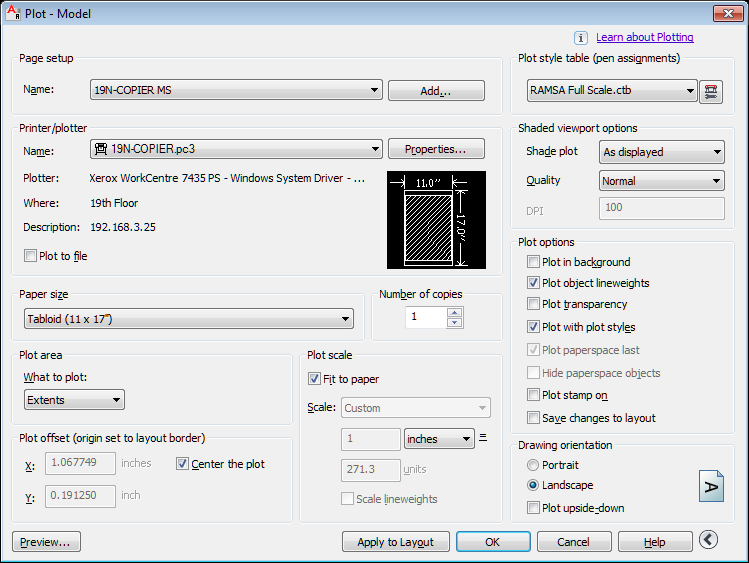 Plot - Model
Learn about Plotting
Page setup
Name:
19N-COPIER MS
Add...
Printer/plotter
Name:
19N-COPIER.pc3
Properties...
Plotter:
Xerox WorkCentre 7435 PS - Windows System Driver - ...
Where:
19th Floor
Description:
192.168.3.25
Plot to file
11.0''
17.0''
Paper size
Tabloid (11 x 17")
Number of copies
1
Plot area
What to plot:
Extents
Plot offset (origin set to layout border)
X:
1.067749
inches
Center the plot
Y:
0.191250
inch
Plot scale
Fit to paper
Scale:
Custom
1
inches
=
271.3
units
Scale lineweights
Plot style table (pen assignments)
RAMSA Full Scale.ctb
Shaded viewport options
Shade plot
As displayed
Quality
Normal
DPI
100
Plot options
Plot in background
Plot object lineweights
Plot transparency
Plot with plot styles
Plot paperspace last
Hide paperspace objects
Plot stamp on
Save changes to layout
Drawing orientation
Portrait
Landscape
Plot upside-down
A
Preview...
Apply to Layout
OK
Cancel
Help